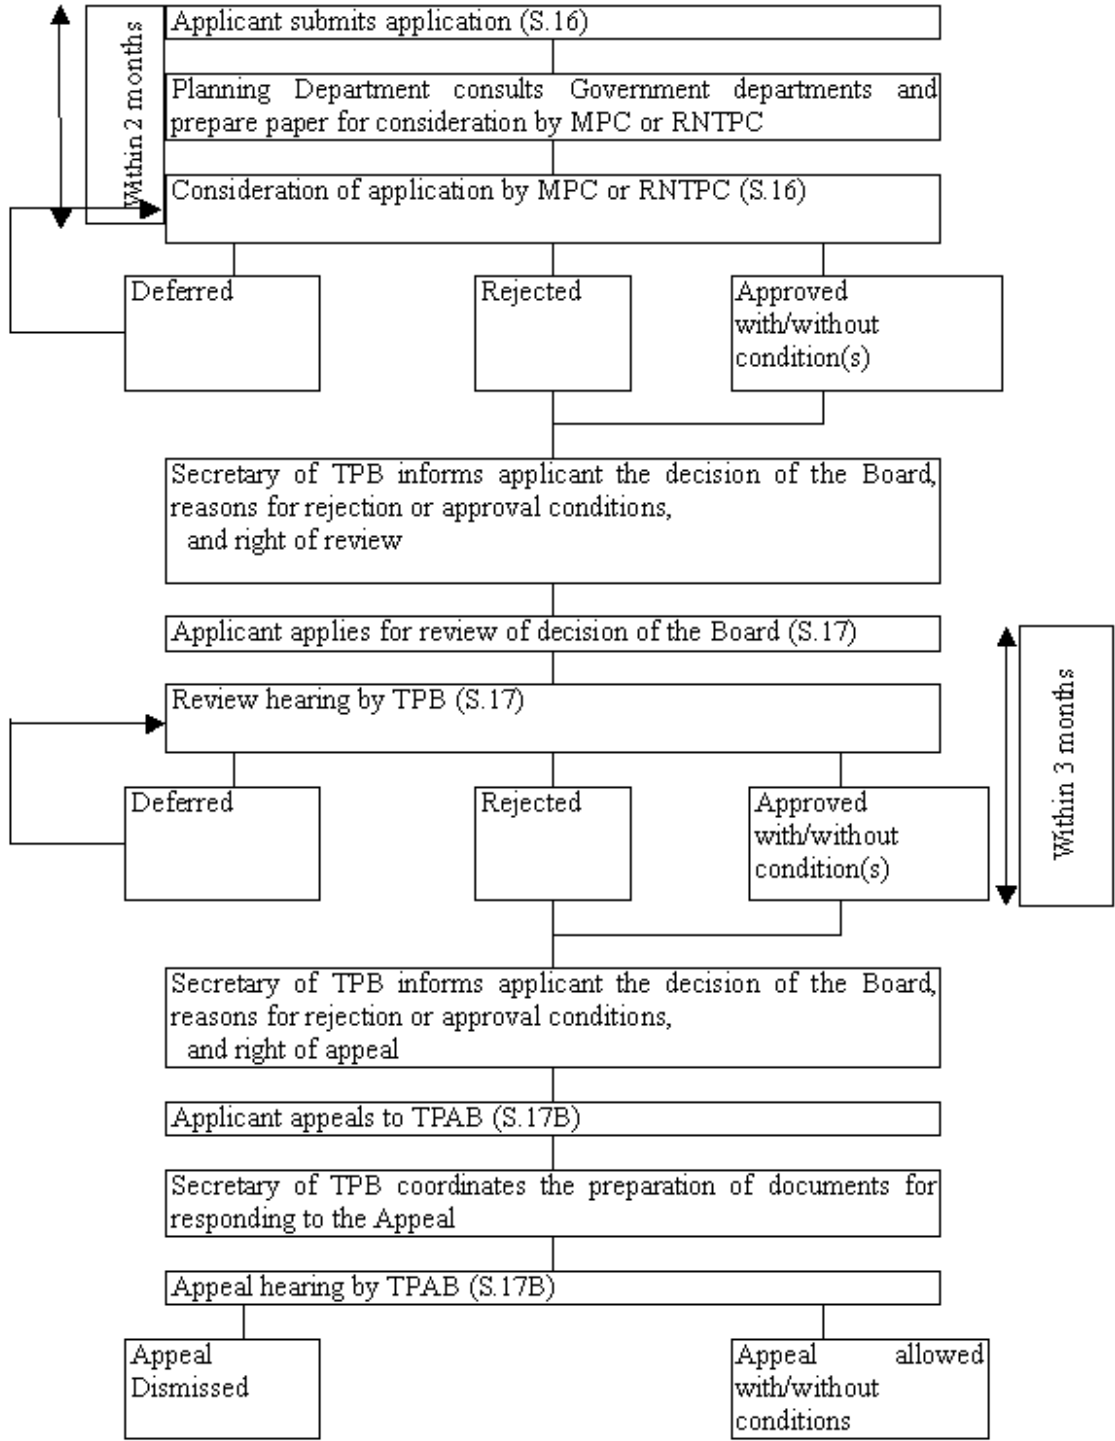 Applicant submits application (S.16)
Within 2 months
Planning Department consults Government departments and
prepare paper for consideration by MPC or RNTPC
Consideration of application by MPC or RNTPC (S.16)
Deferred
Rejected
Approved
with/without
condition(s)
Secretary of TPB informs applicant the decision of the Board,
reasons for rejection or approval conditions,
and right of review
Applicant applies for review of decision of the Board (S.17)
Review hearing by TPB (S.17)
Within 3 months
Deferred
Rejected
Approved
with/without
condition(s)
Secretary of TPB informs applicant the decision of the Board,
reasons for rejection or approval conditions,
and right of appeal
Applicant appeals to TPAB (S.17B)
Secretary of TPB coordinates the preparation of documents for
responding to the Appeal
Appeal hearing by TPAB (S.17B)
Appeal
Dismissed
Appeal allowed
with/without
conditions